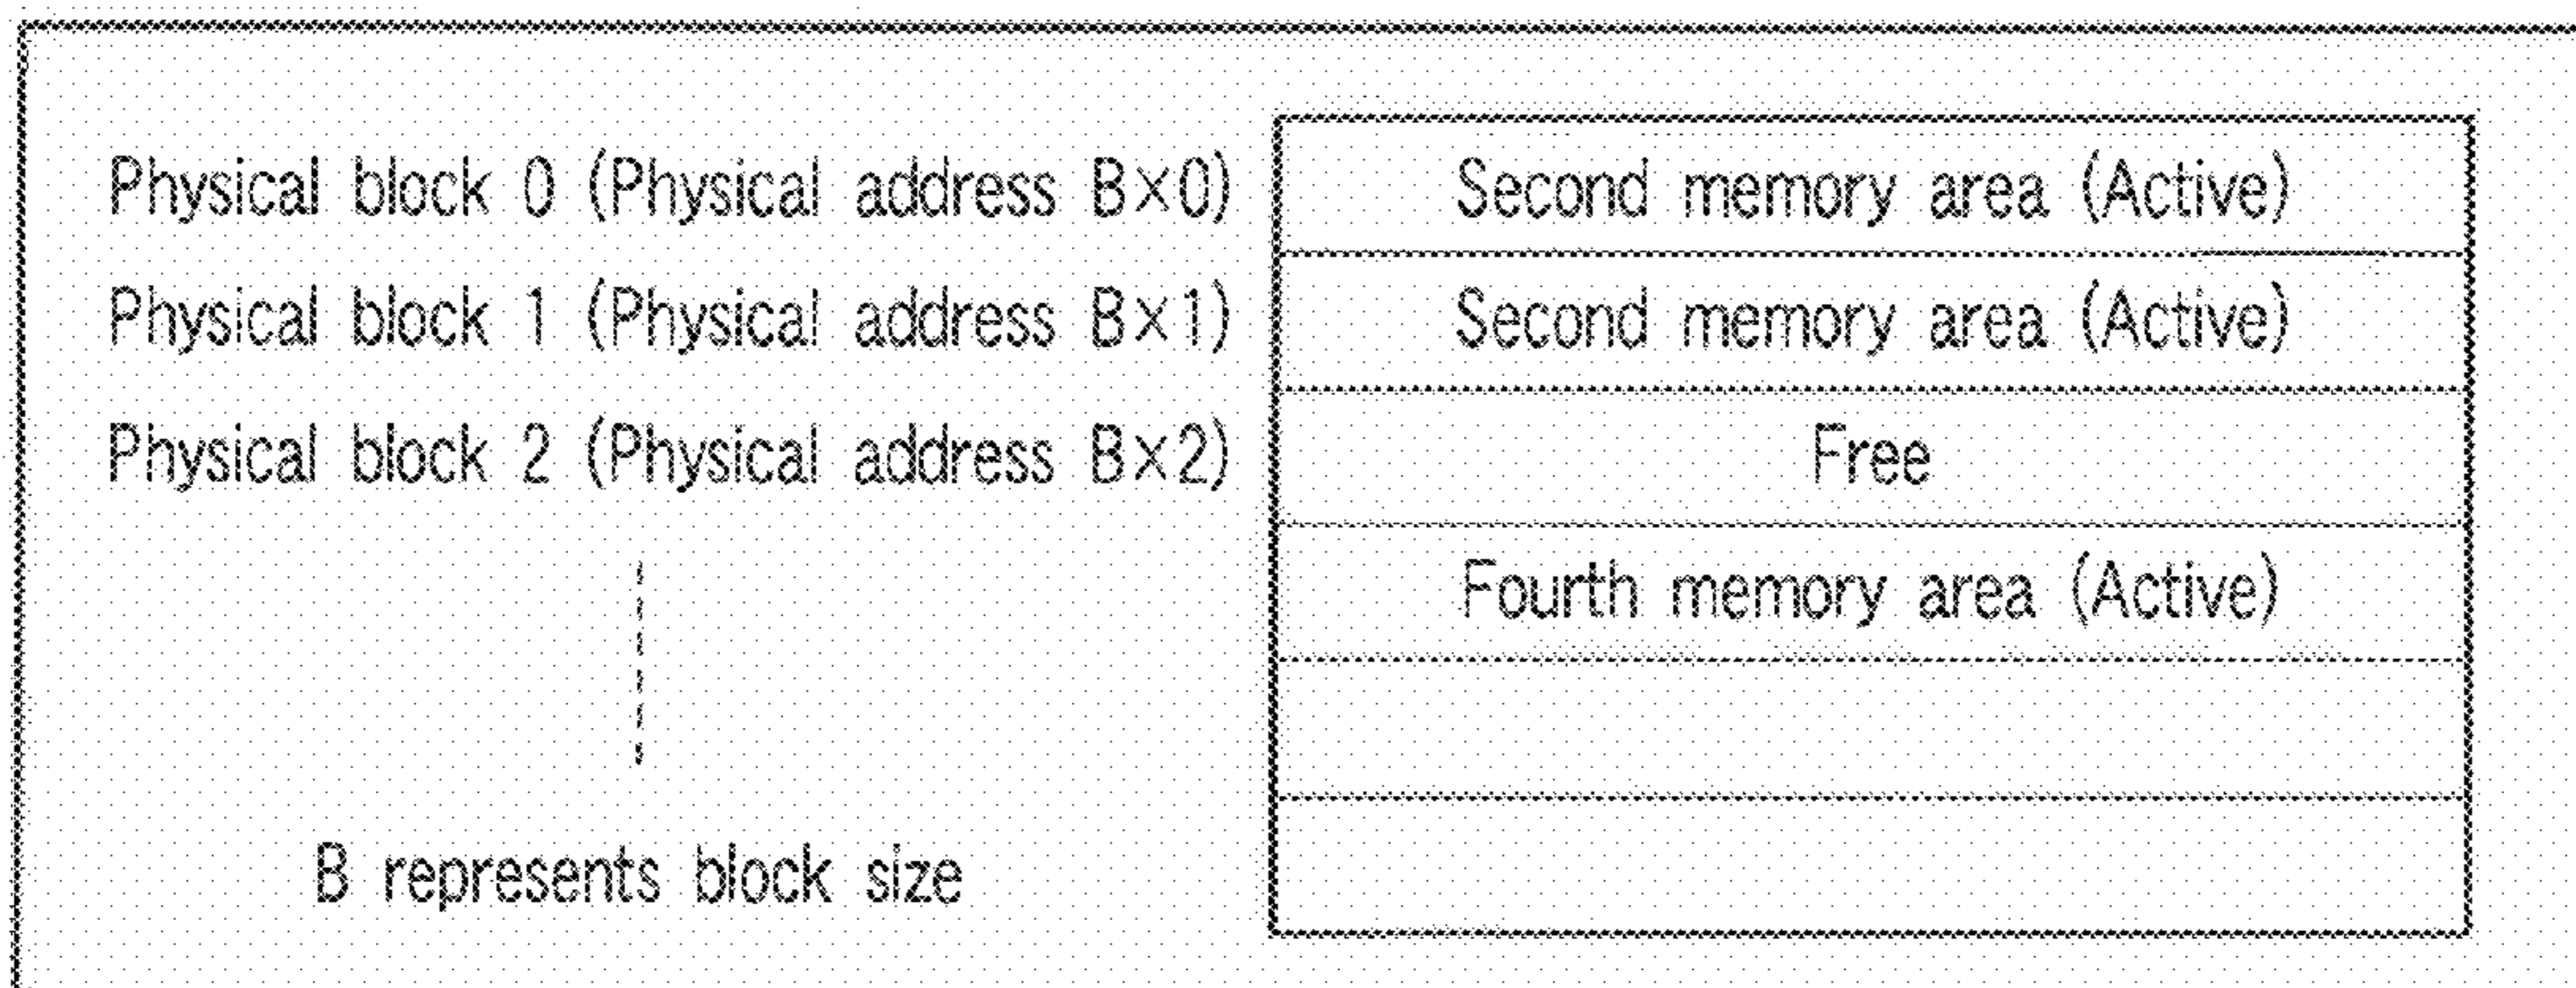 Physical block 0 (Physical address B×0) Second memory area (Active)
Physical block 1 (Physical address B×1) Second memory area (Active)
Physical block 2 (Physical address B×2) Free
Fourth memory area (Active)
B represents block size